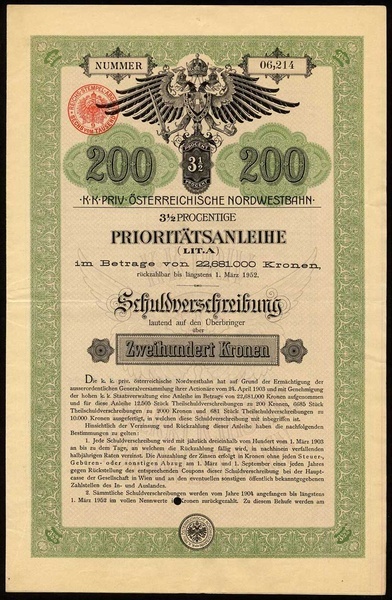 NUMMER
06,214
200
PROCENT
3½
200
K·K·PRIV·ÖSTERREICHISCHE NORDWESTBAHN·
3½ PROCENTIGE
PRIORITÄTSANLEIHE
(LIT.A)
im Betrage von 22,681.000 Kronen,
rückzahlbar bis längstens 1. März 1952.
Schuldverschreibung
lautend auf den Überbringer
über
Zweihundert Kronen
Die k. k. priv. österreichische Nordwestbahn hat auf Grund der Ermächtigung der
ausserordentlichen Generalversammlung ihrer Actionäre vom 24. April 1903 und mit Genehmigung
der hohen k. k. Staatsverwaltung eine Anleihe im Betrag von 22,681.000 Kronen aufgenommen
und für diese Anleihe 12.505 Stück Theilschuldverschreibungen zu 200 Kronen, 6685 Stück
Theilschuldverschreibungen zu 2000 Kronen und 681 Stück Theilschuldverschreibungen zu
10.000 Kronen ausgefertigt, in welchen diese Schuldverschreibung mit inbegriffen ist.
Hinsichtlich der Verzinsung und Rückzahlung dieser Anleihe haben die nachfolgenden
Bestimmungen zu gelten:
1. Jede Schuldverschreibung wird mit jährlich dreieinhalb vom Hundert vom 1. März 1903
an bis zu dem Tage, an welchem die Rückzahlung fällig wird, in nachhinein verfallenden
halbjährigen Raten verzinst. Die Auszahlung der Zinsen erfolgt in Kronen ohne jeden Steuer,
Gebüren- oder sonstigen Abzug am 1. März und 1. September eines jeden Jahres
gegen Rückstellung der entsprechenden Coupons dieser Schuldverschreibung bei der Haupt-
casse der Gesellschaft in Wien und an den eventuellen sonstigen öffentlich bekanntgegebenen
Zahlstellen des In- und Auslandes.
2. Sämmtliche Schuldverschreibungen werden vom Jahre 1904 angefangen bis längstens
1. März 1952 im vollen Nennwerte in Kronen zurückgezahlt. Zu diesem Behufe werden am